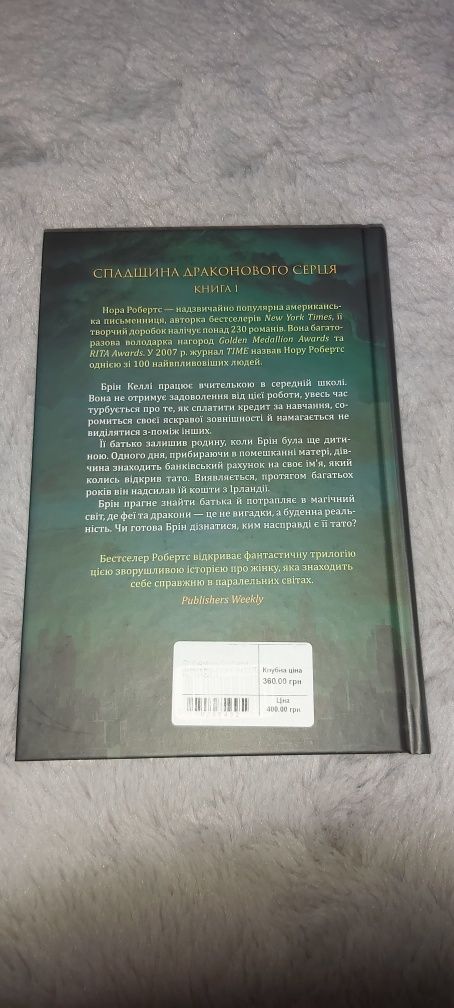 СПАДЩИНА ДРАКОНОВОГО СЕРЦЯ
КНИГА 1
Нора Робертс — надзвичайно популярна американсь-
ка письменниця, авторка бестселерів New York Times, її
творчий доробок налічує понад 230 романів. Вона багато-
разова володарка нагород Golden Medallion Awards та
RITA Awards. У 2007 р. журнал TIME назвав Нору Робертс
однією зі 100 найвпливовіших людей.
Брін Келлі працює вчителькою в середній школі.
Вона не отримує задоволення від цієї роботи, увесь час
турбується про те, як сплатити кредит за навчання, со-
ромиться своєї яскравої зовнішності й намагається не
виділятися з-поміж інших.
Її батько залишив родину, коли Брін була ще дити-
ною. Одного дня, прибираючи в помешканні матері, дів-
чина знаходить банківський рахунок на своє ім'я, який
колись відкрив тато. Виявляється, протягом багатьох
років він надсилав їй кошти з Ірландії.
Брін прагне знайти батька й потрапляє в магічний
світ, де феї та дракони — це не вигадки, а буденна реаль-
ність. Чи готова Брін дізнатися, ким насправді є її тато?
Бестселер Робертс відкриває фантастичну трилогію
цією зворушливою історією про жінку, яка знаходить
себе справжню в паралельних світах.
Publishers Weekly
Клубна ціна
360.00 грн
Ціна
400.00 грн